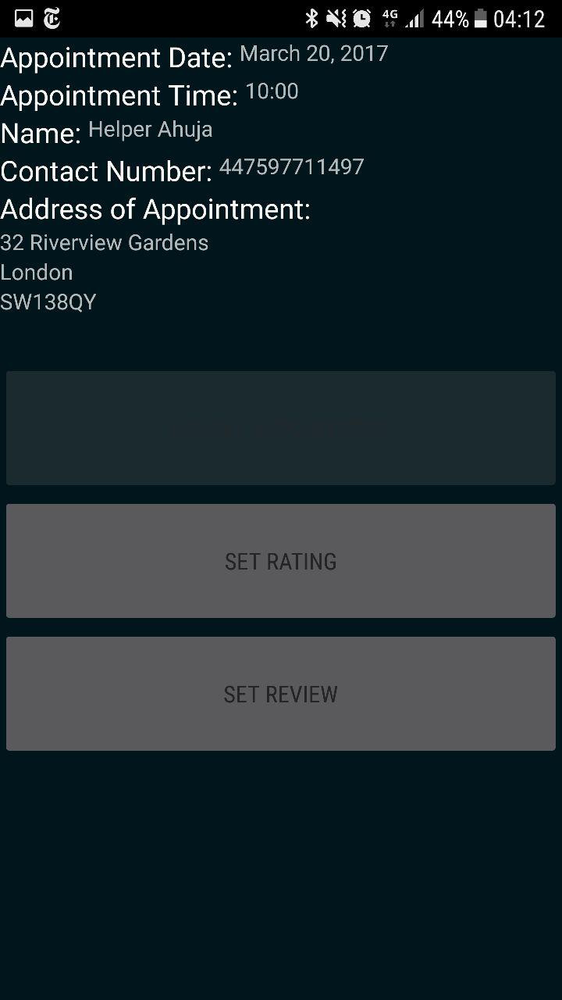 4G 44% 04:12
Appointment Date: March 20, 2017
Appointment Time: 10:00
Name: Helper Ahuja
Contact Number: 447597711497
Address of Appointment:
32 Riverview Gardens
London
SW138QY
SET RATING
SET REVIEW